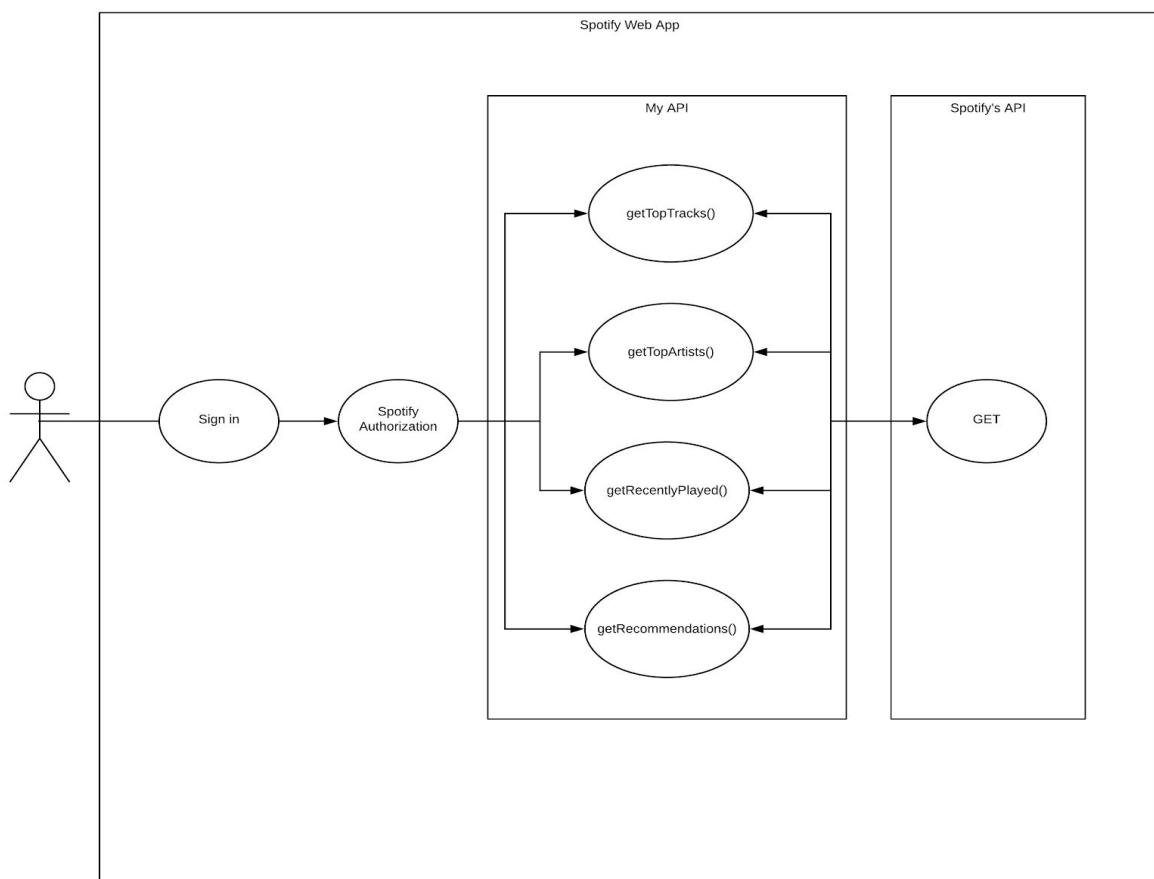 Spotify Web App
My API
Spotify's API
getTopTracks()
getTopArtists()
Sign in
Spotify
Authorization
GET
getRecentlyPlayed()
getRecommendations()